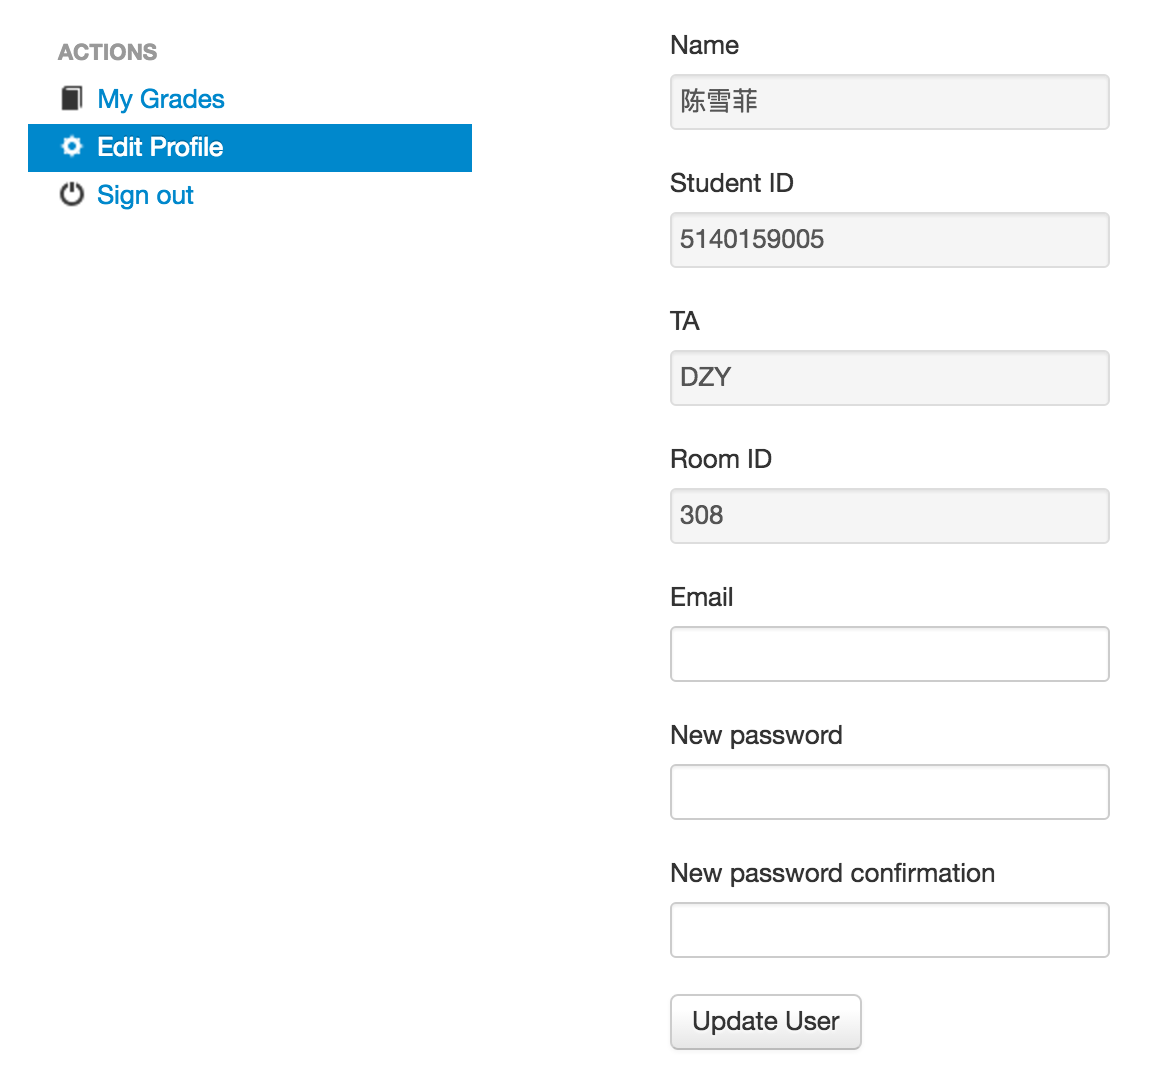 ACTIONS
My Grades
Edit Profile
Sign out
Name
陈雪菲
Student ID
5140159005
TA
DZY
Room ID
308
Email
New password
New password confirmation
Update User